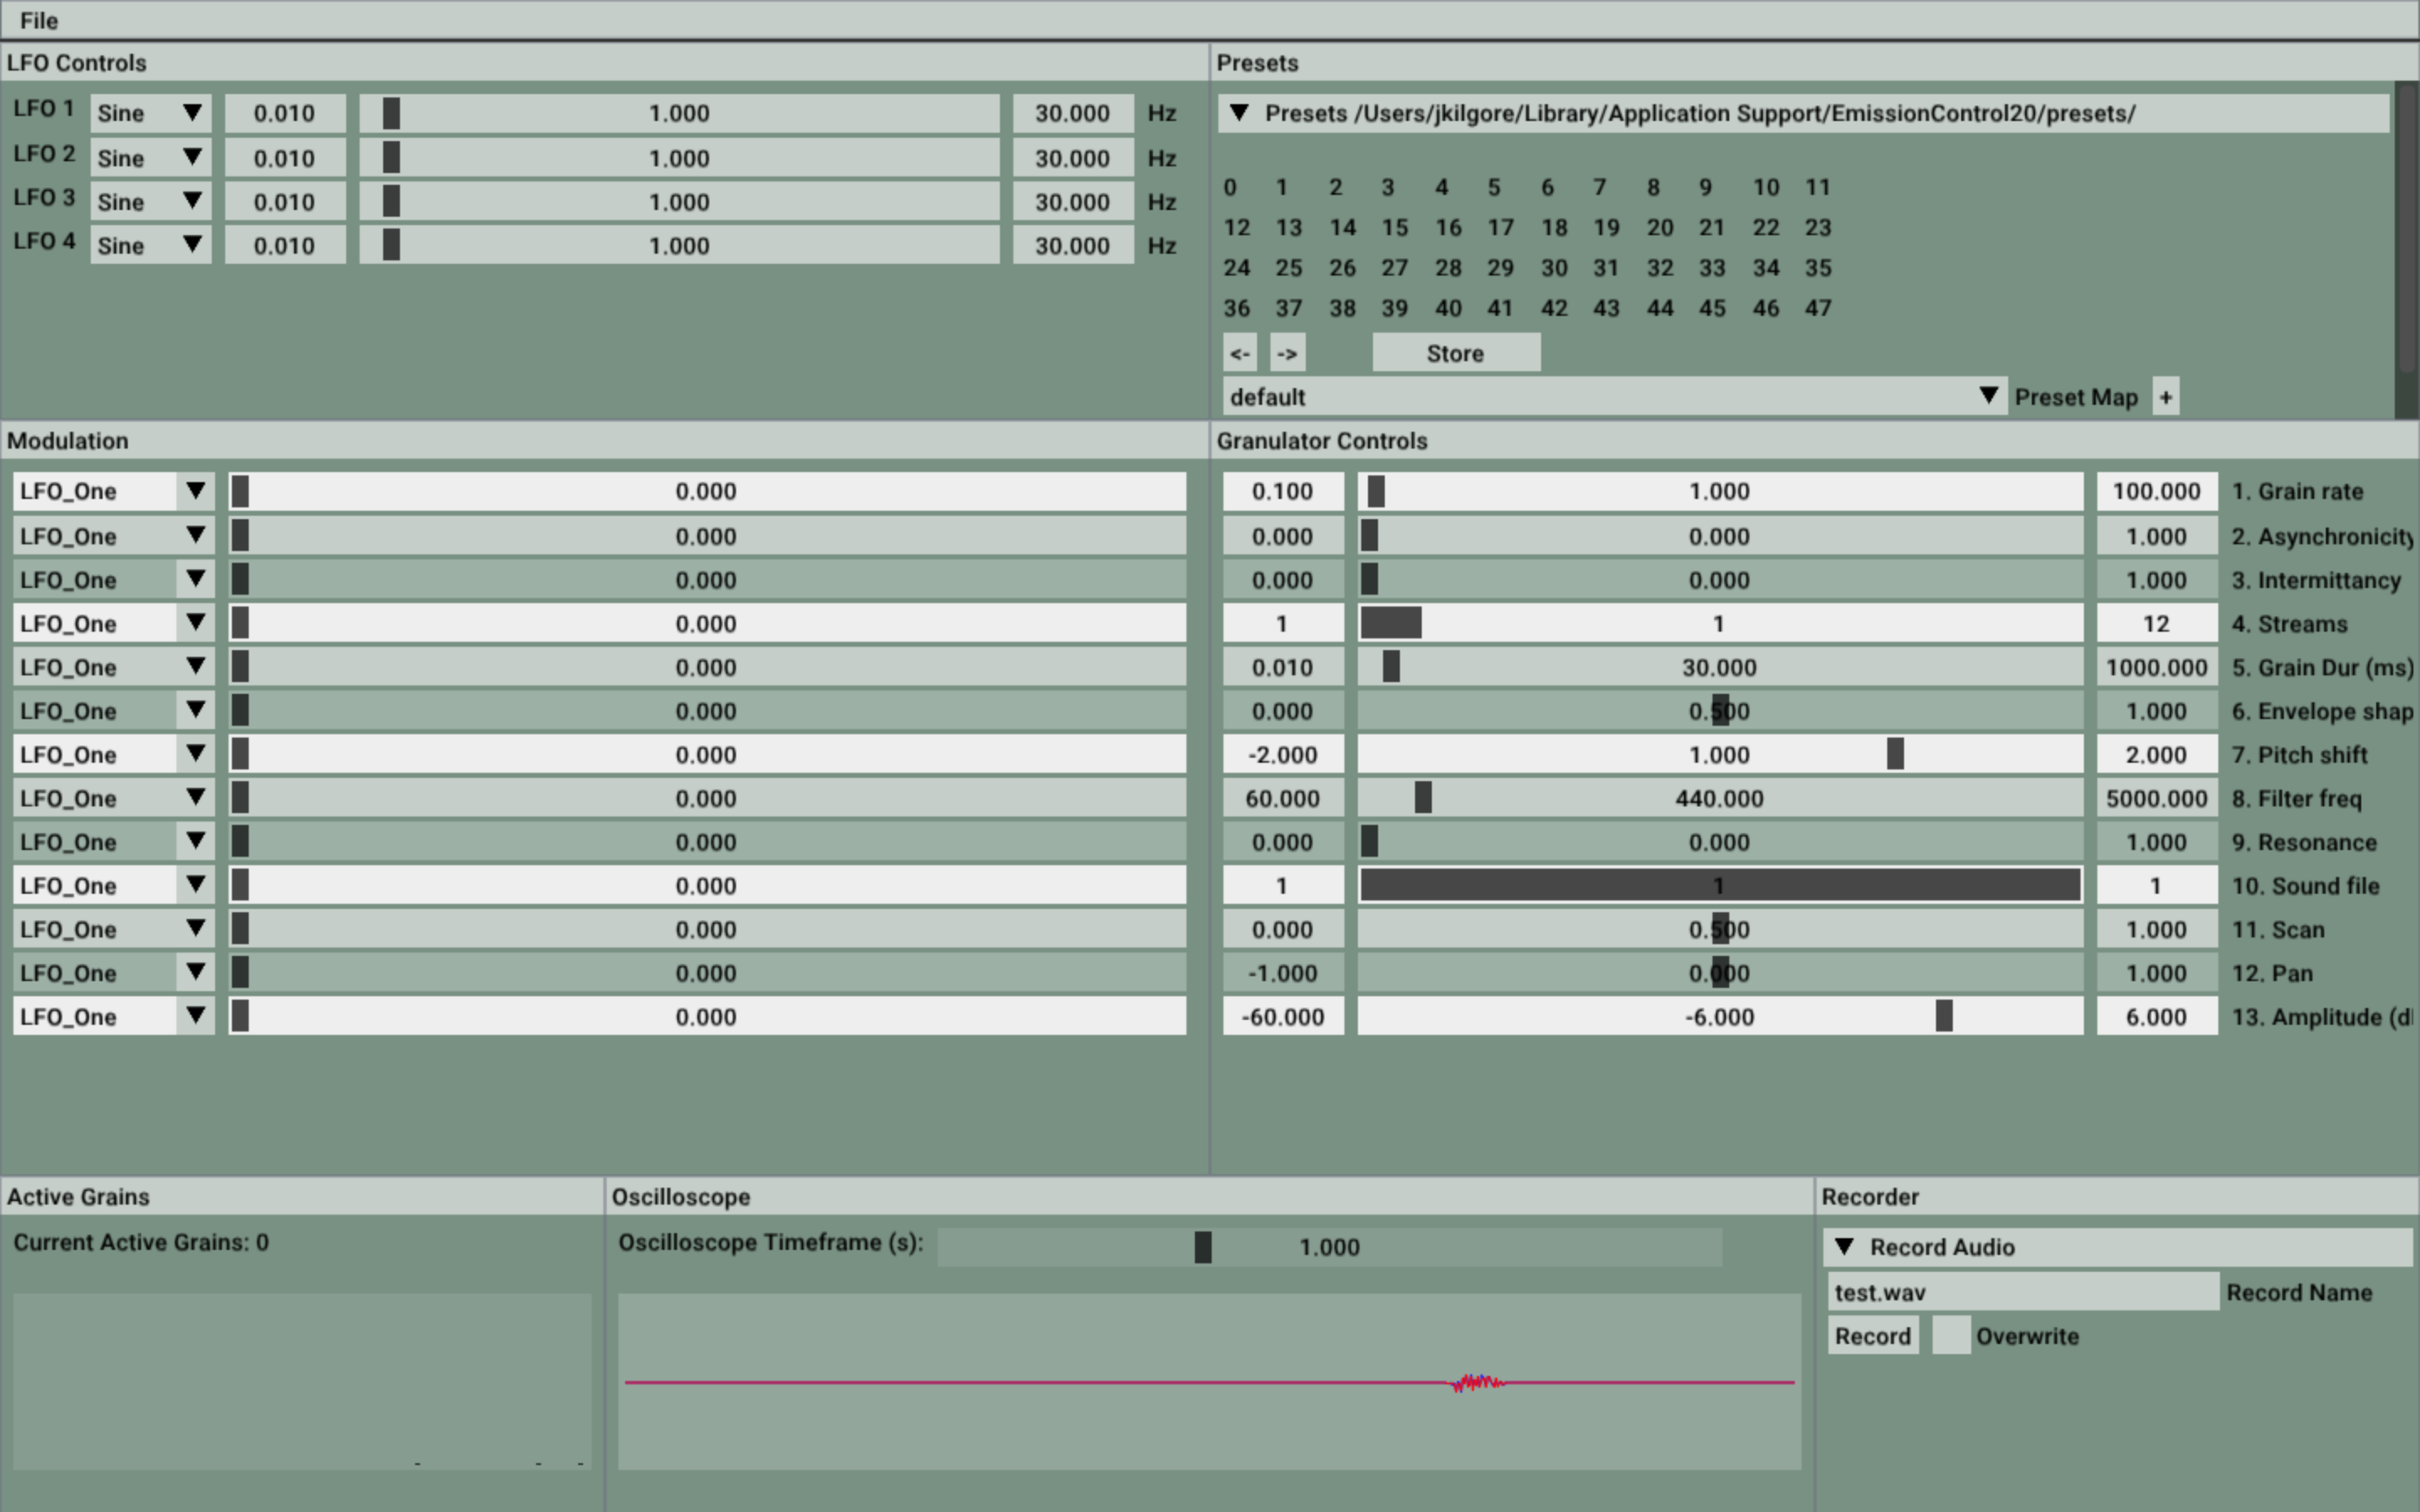 File
LFO Controls
LFO 1 Sine 0.010 1.000 30.000 Hz
LFO 2 Sine 0.010 1.000 30.000 Hz
LFO 3 Sine 0.010 1.000 30.000 Hz
LFO 4 Sine 0.010 1.000 30.000 Hz
Presets
Presets /Users/jkilgore/Library/Application Support/EmissionControl20/presets/
0 1 2 3 4 5 6 7 8 9 10 11
12 13 14 15 16 17 18 19 20 21 22 23
24 25 26 27 28 29 30 31 32 33 34 35
36 37 38 39 40 41 42 43 44 45 46 47
<- -> Store
default Preset Map +
Modulation
LFO_One 0.000
LFO_One 0.000
LFO_One 0.000
LFO_One 0.000
LFO_One 0.000
LFO_One 0.000
LFO_One 0.000
LFO_One 0.000
LFO_One 0.000
LFO_One 0.000
LFO_One 0.000
LFO_One 0.000
LFO_One 0.000
Granulator Controls
0.100 1.000 100.000 1. Grain rate
0.000 0.000 1.000 2. Asynchronicity
0.000 0.000 1.000 3. Intermittancy
1 1 12 4. Streams
0.010 30.000 1000.000 5. Grain Dur (ms)
0.000 0.500 1.000 6. Envelope shap
-2.000 1.000 2.000 7. Pitch shift
60.000 440.000 5000.000 8. Filter freq
0.000 0.000 1.000 9. Resonance
1 1 1 10. Sound file
0.000 0.500 1.000 11. Scan
-1.000 0.000 1.000 12. Pan
-60.000 -6.000 6.000 13. Amplitude (d
Active Grains
Current Active Grains: 0
Oscilloscope
Oscilloscope Timeframe (s): 1.000
Recorder
Record Audio
test.wav Record Name
Record Overwrite